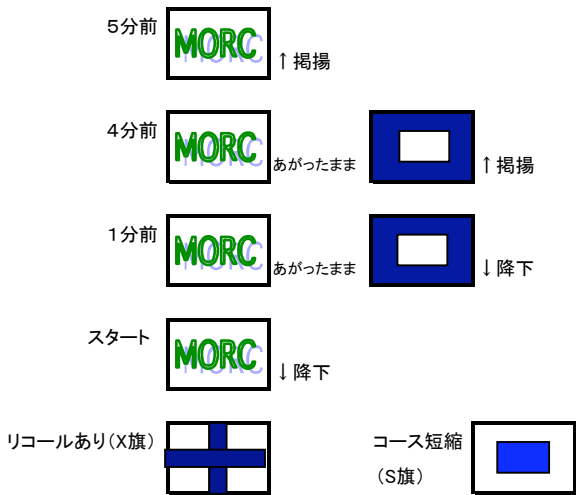 5分前
MORC
↑掲揚
4分前
MORC
あがったまま
↑掲揚
1分前
MORC
あがったまま
↓降下
スタート
MORC
↓降下
リコールあり(X旗)
コース短縮
(S旗)